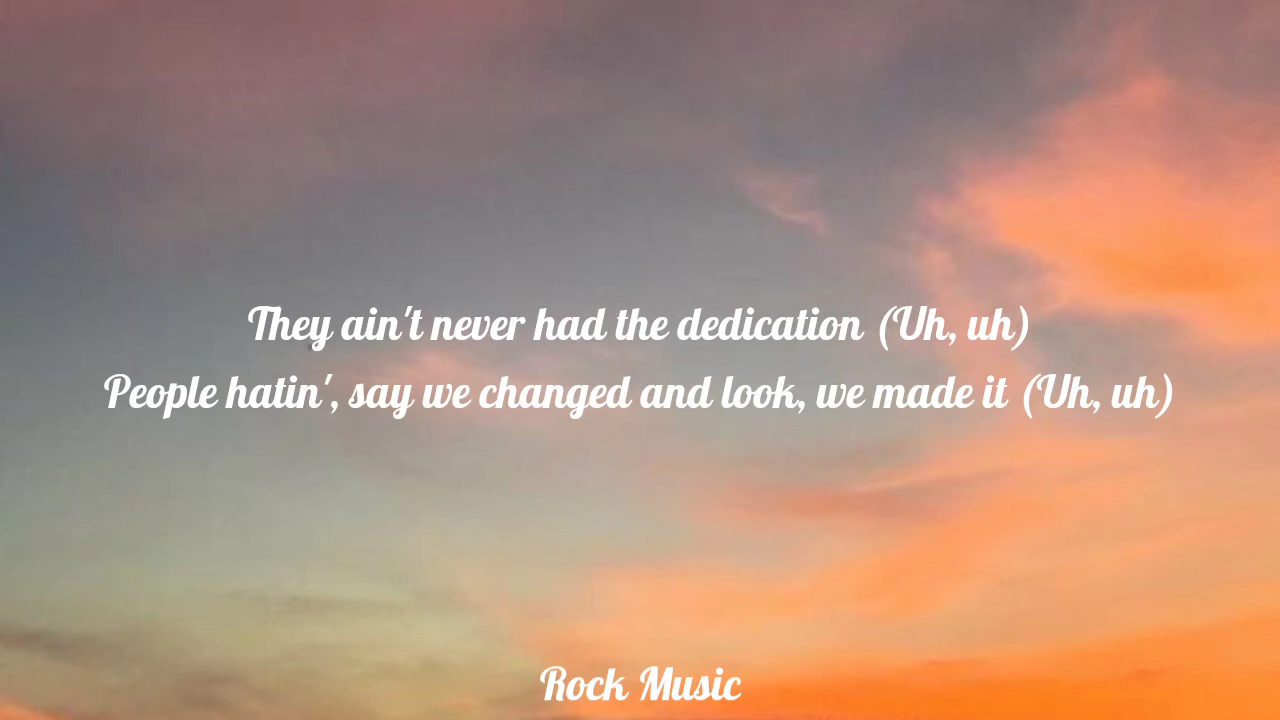 They ain't never had the dedication (Uh, uh)
People hatin', say we changed and look, we made it (Uh, uh)
Rock Music